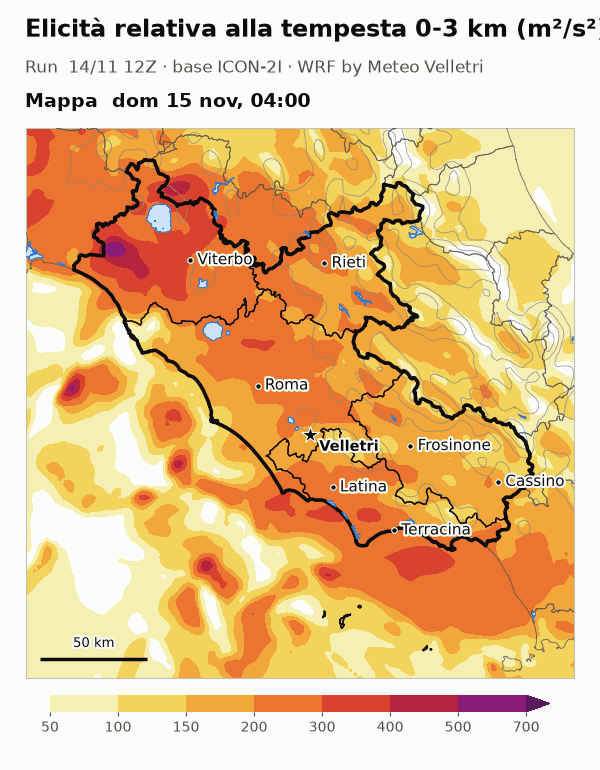 Elicità relativa alla tempesta 0-3 km (m²/s²)
Run 14/11 12Z · base ICON-2I · WRF by Meteo Velletri
Mappa dom 15 nov, 04:00
Viterbo
Rieti
Roma
Velletri
Frosinone
Cassino
Latina
Terracina
50 km
50 100 150 200 300 400 500 700